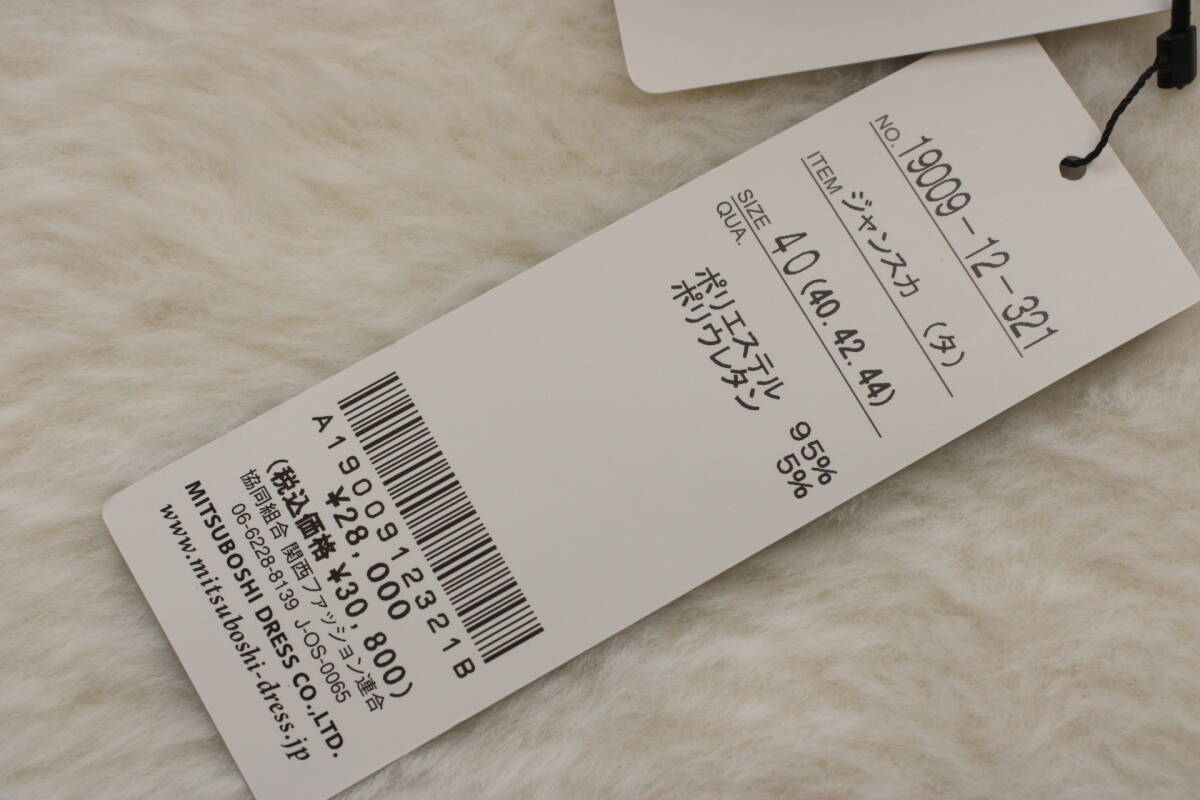 NO. 19009-12-321
ITEM ジャンスカ (タ)
SIZE 40(40.42.44)
QUA.
ポリエステル 95%
ポリウレタン 5%
A1900912321B
¥28,000
(税込価格 ¥30,800)
協同組合 関西ファッション連合
06-6228-8139 J-OS-0065
MITSUBOSHI DRESS CO.,LTD.
www.mitsuboshi-dress.jp